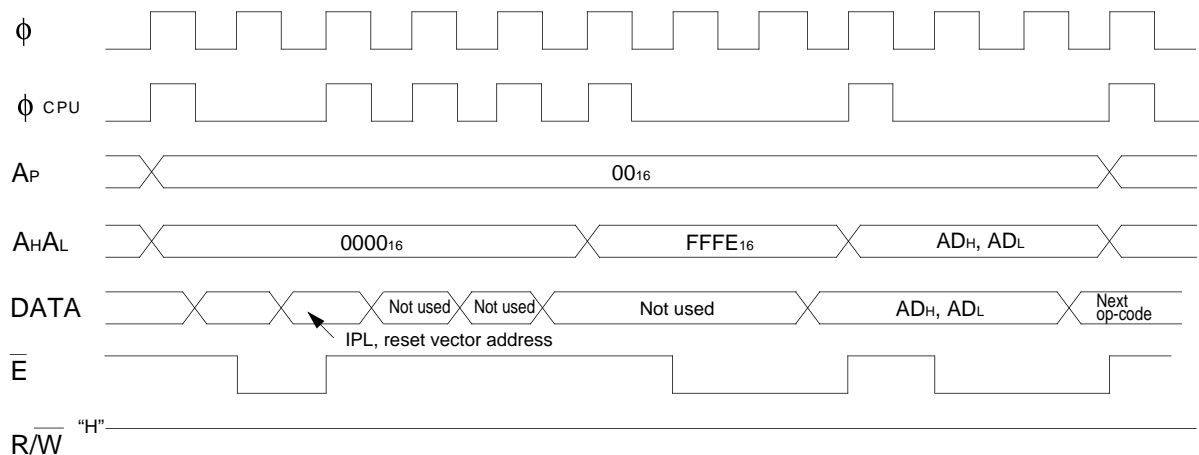 ϕ
ϕ CPU
AP 00₁₆
AHAL 0000₁₆ FFFE₁₆ ADH, ADL
DATA Not used Not used Not used ADH, ADL Next op-code
IPL, reset vector address
E̅
R/W̅ “H”